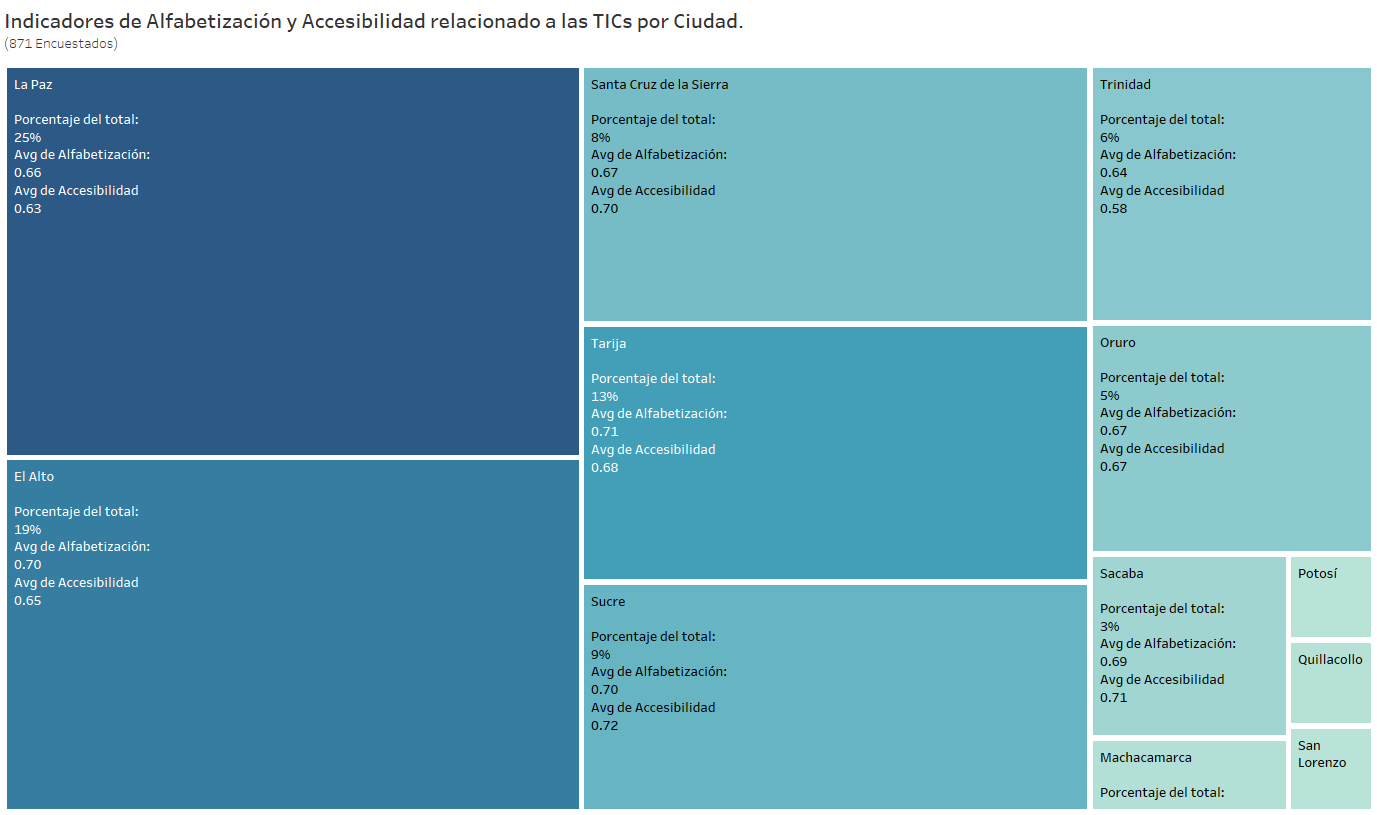 Indicadores de Alfabetización y Accesibilidad relacionado a las TICs por Ciudad.
(871 Encuestados)
La Paz
Porcentaje del total:
25%
Avg de Alfabetización:
0.66
Avg de Accesibilidad
0.63
El Alto
Porcentaje del total:
19%
Avg de Alfabetización:
0.70
Avg de Accesibilidad
0.65
Santa Cruz de la Sierra
Porcentaje del total:
8%
Avg de Alfabetización:
0.67
Avg de Accesibilidad
0.70
Tarija
Porcentaje del total:
13%
Avg de Alfabetización:
0.71
Avg de Accesibilidad
0.68
Sucre
Porcentaje del total:
9%
Avg de Alfabetización:
0.70
Avg de Accesibilidad
0.72
Trinidad
Porcentaje del total:
6%
Avg de Alfabetización:
0.64
Avg de Accesibilidad
0.58
Oruro
Porcentaje del total:
5%
Avg de Alfabetización:
0.67
Avg de Accesibilidad
0.67
Sacaba
Porcentaje del total:
3%
Avg de Alfabetización:
0.69
Avg de Accesibilidad
0.71
Machacamarca
Porcentaje del total:
Potosí
Quillacollo
San
Lorenzo